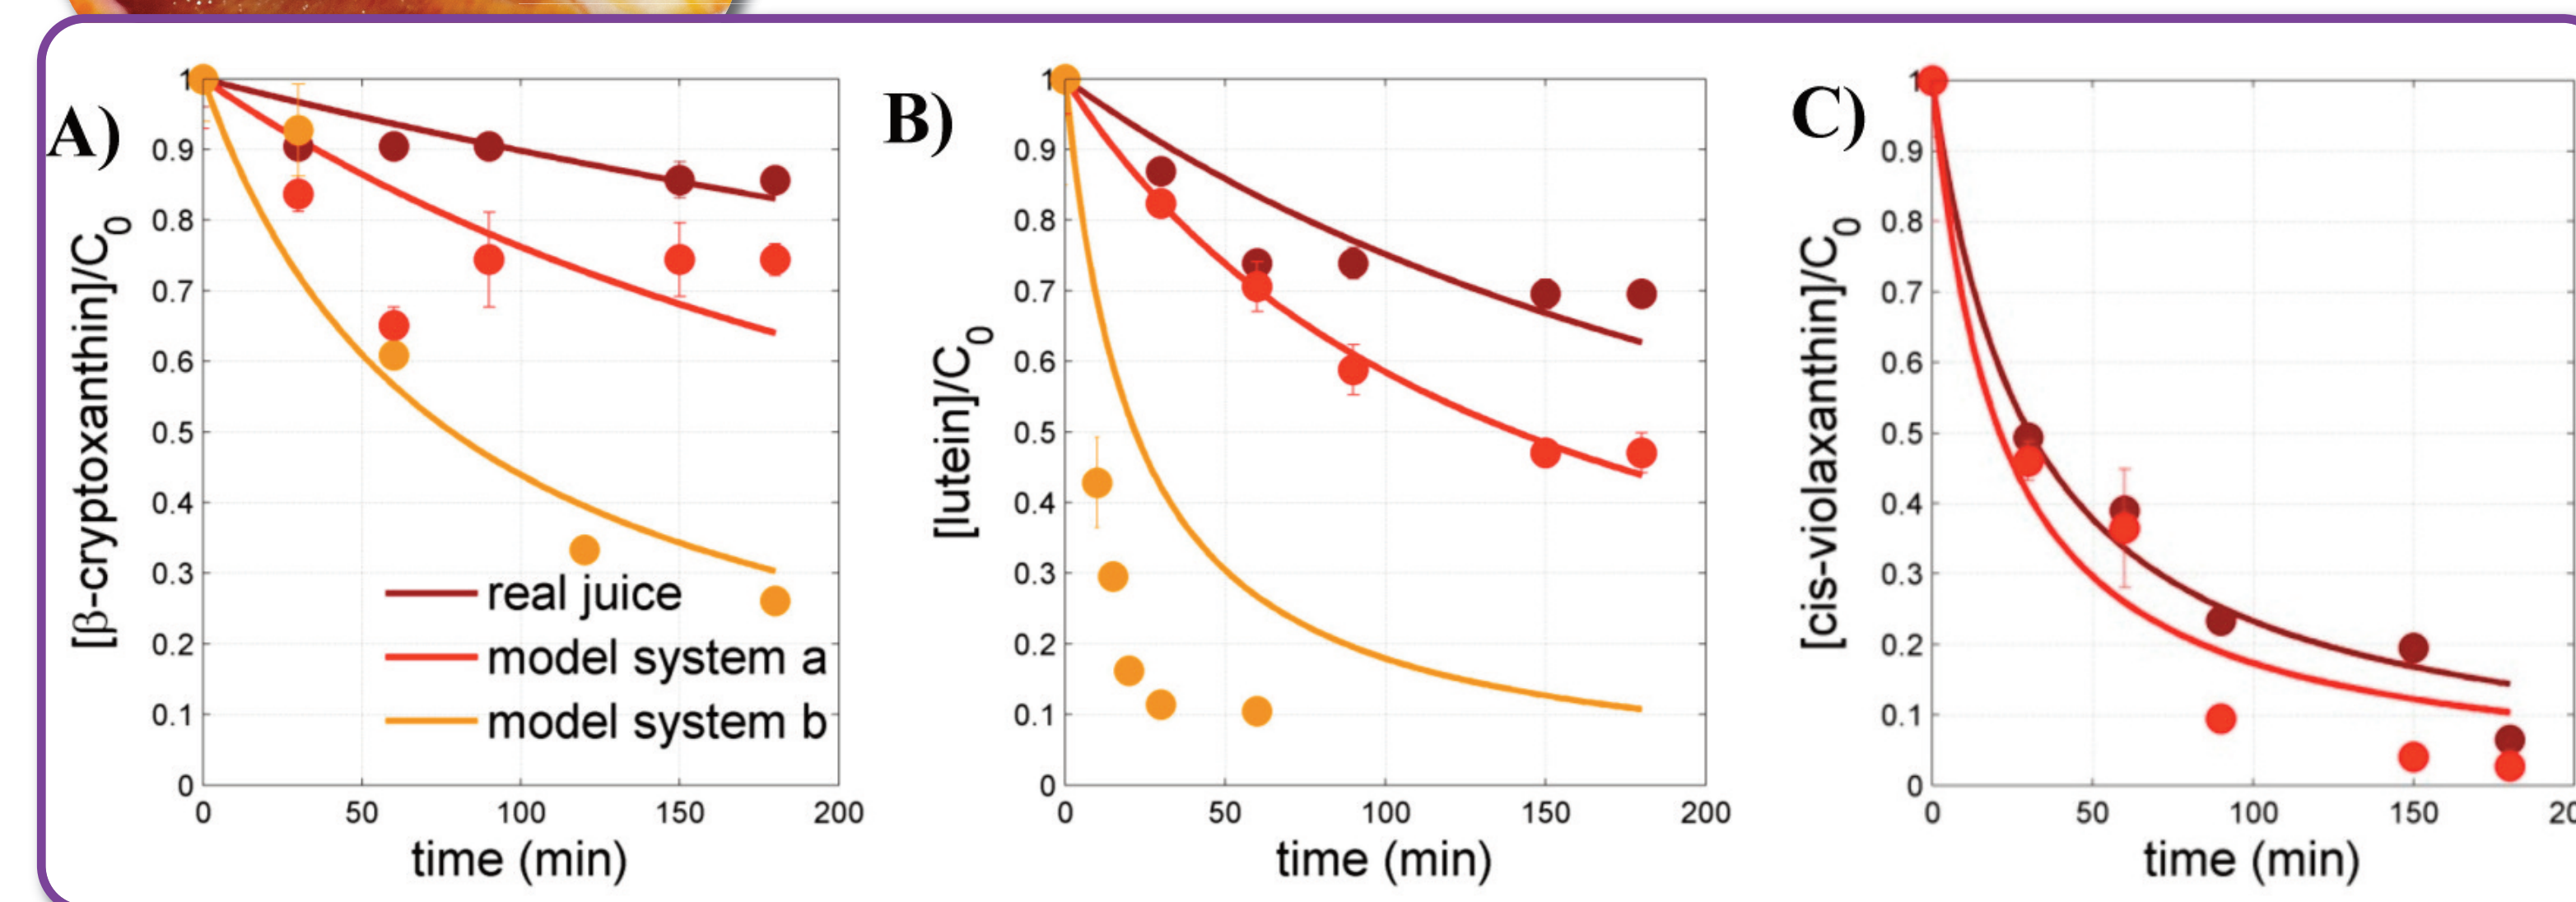 A)
[β-cryptoxanthin]/C0
1
0.9
0.8
0.7
0.6
0.5
0.4
0.3
0.2
0.1
0
0 50 100 150 200
time (min)
real juice
model system a
model system b
B)
[lutein]/C0
1
0.9
0.8
0.7
0.6
0.5
0.4
0.3
0.2
0.1
0
0 50 100 150 200
time (min)
C)
[cis-violaxanthin]/C0
1
0.9
0.8
0.7
0.6
0.5
0.4
0.3
0.2
0.1
0
0 50 100 150 20
time (min)